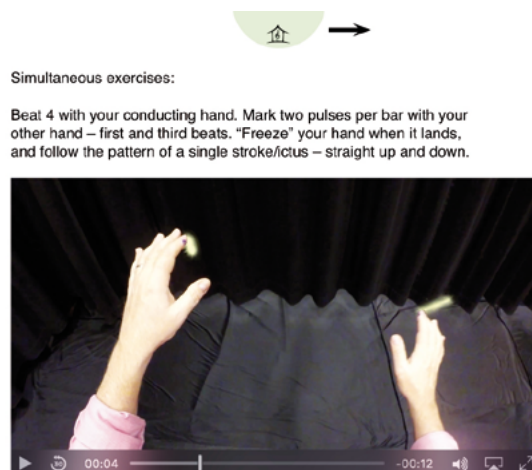 Simultaneous exercises:
Beat 4 with your conducting hand. Mark two pulses per bar with your
other hand – first and third beats. “Freeze” your hand when it lands,
and follow the pattern of a single stroke/ictus – straight up and down.
00:04
-00:12